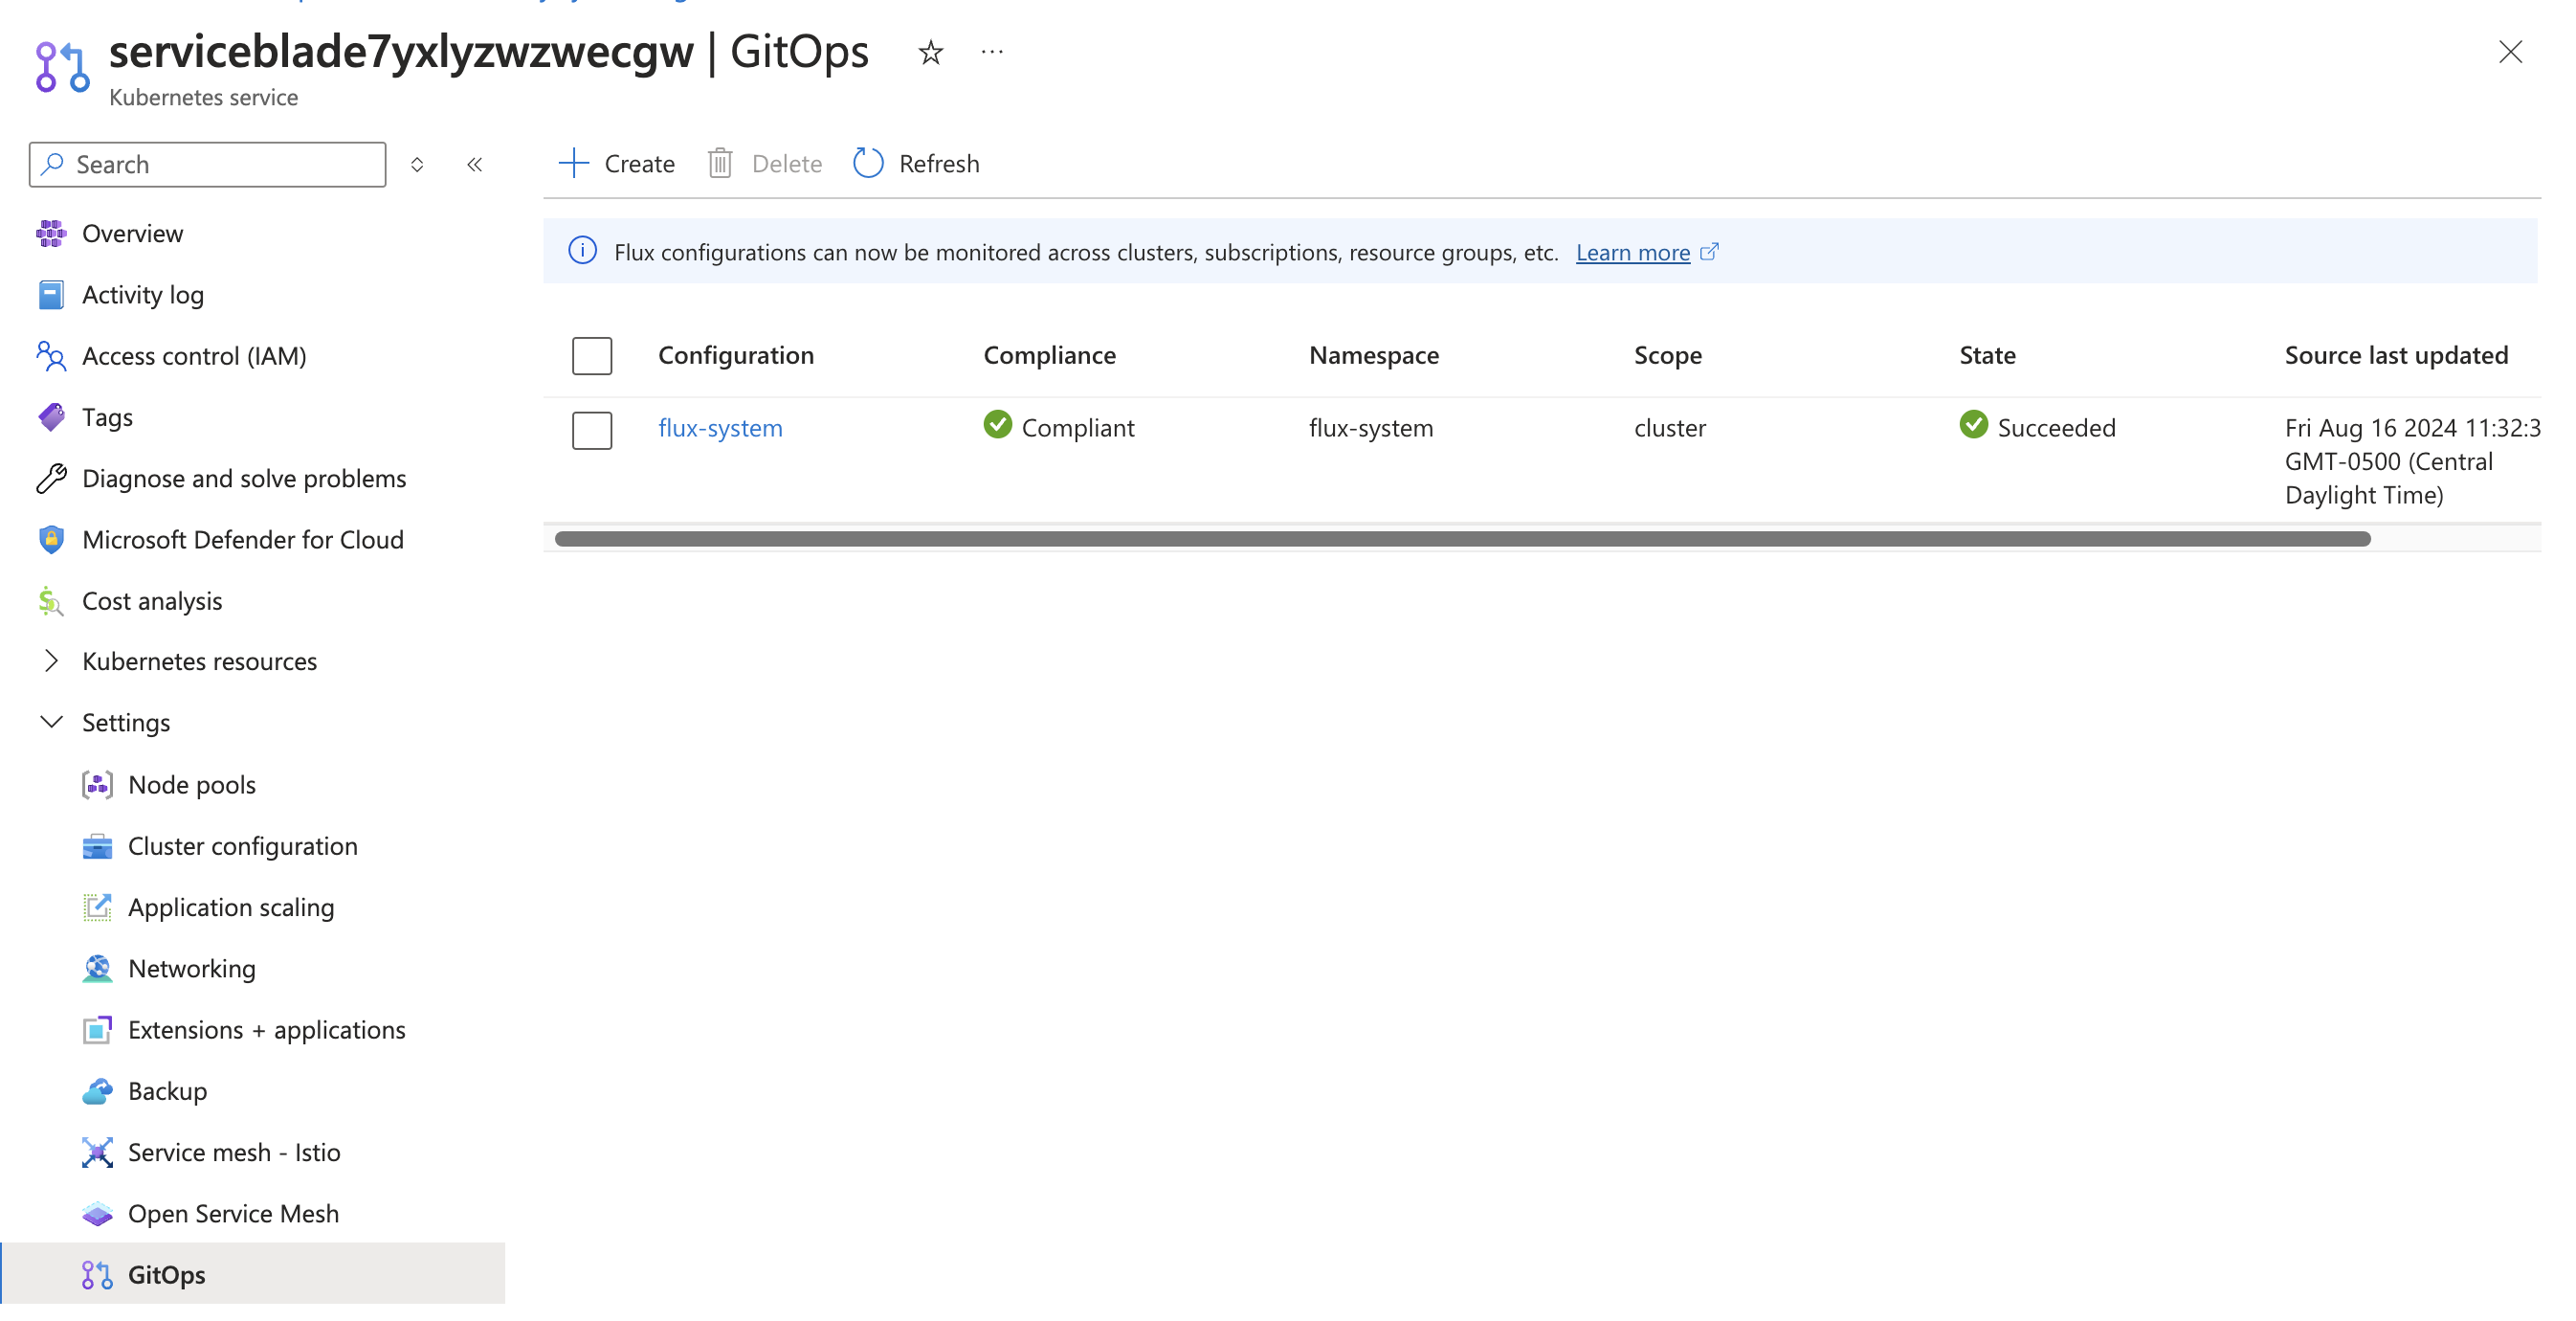 serviceblade7yxlyzwzwecgw | GitOps
Kubernetes service
Search
Create Delete Refresh
Overview
Activity log
Access control (IAM)
Tags
Diagnose and solve problems
Microsoft Defender for Cloud
Cost analysis
Kubernetes resources
Settings
Node pools
Cluster configuration
Application scaling
Networking
Extensions + applications
Backup
Service mesh - Istio
Open Service Mesh
GitOps
Flux configurations can now be monitored across clusters, subscriptions, resource groups, etc. Learn more
Configuration Compliance Namespace Scope State Source last updated
flux-system Compliant flux-system cluster Succeeded Fri Aug 16 2024 11:32:3
GMT-0500 (Central
Daylight Time)